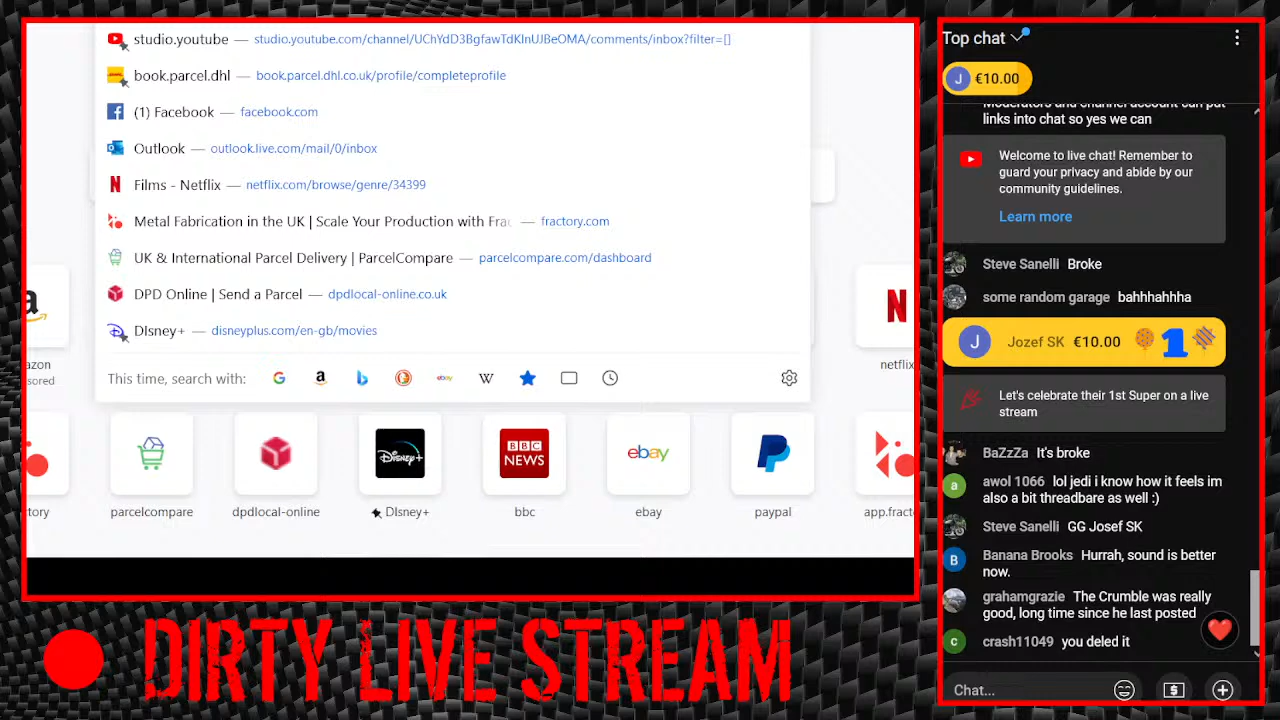 studio.youtube — studio.youtube.com/channel/UChYdD3BgfawTdKInUJBeOMA/comments/inbox?filter=[]
book.parcel.dhl — book.parcel.dhl.co.uk/profile/completeprofile
(1) Facebook — facebook.com
Outlook — outlook.live.com/mail/0/inbox
Films - Netflix — netflix.com/browse/genre/34399
Metal Fabrication in the UK | Scale Your Production with Frac — fractory.com
UK & International Parcel Delivery | ParcelCompare — parcelcompare.com/dashboard
DPD Online | Send a Parcel — dpdlocal-online.co.uk
DIsney+ — disneyplus.com/en-gb/movies
This time, search with:
azon
sored
N
netflix
Disney+
BBC
NEWS
ebay
tory
parcelcompare
dpdlocal-online
DIsney+
bbc
ebay
paypal
app.fract
DIRTY LIVE STREAM
Top chat
J €10.00
Moderators and channel account can put
links into chat so yes we can
Welcome to live chat! Remember to
guard your privacy and abide by our
community guidelines.
Learn more
Steve Sanelli Broke
some random garage bahhhahhha
J Jozef SK €10.00 1
Let's celebrate their 1st Super on a live
stream
BaZzZa It's broke
a awol 1066 lol jedi i know how it feels im
also a bit threadbare as well :)
Steve Sanelli GG Josef SK
B Banana Brooks Hurrah, sound is better
now.
grahamgrazie The Crumble was really
good, long time since he last posted
c crash11049 you deled it
Chat...